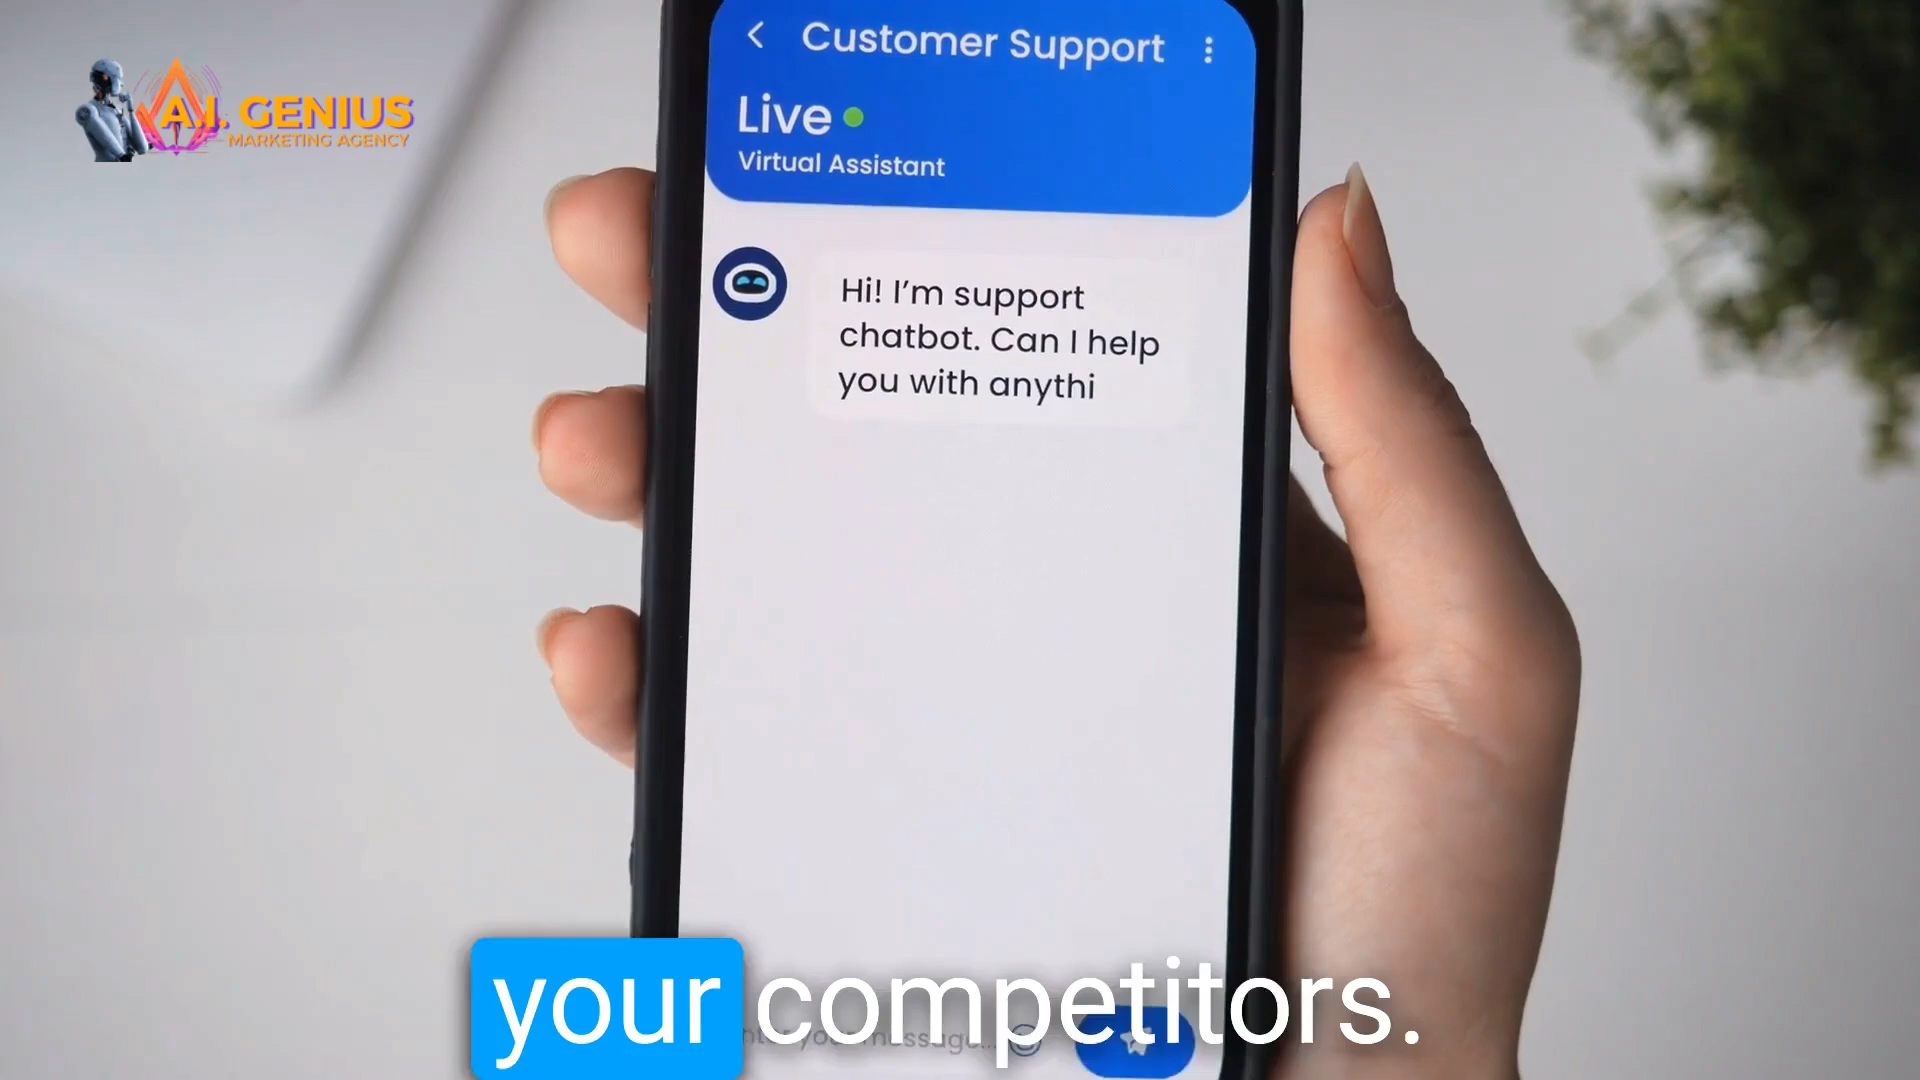 Customer Support
Live
Virtual Assistant
A.I. GENIUS
MARKETING AGENCY
Hi! I’m support
chatbot. Can I help
you with anythi
your competitors.